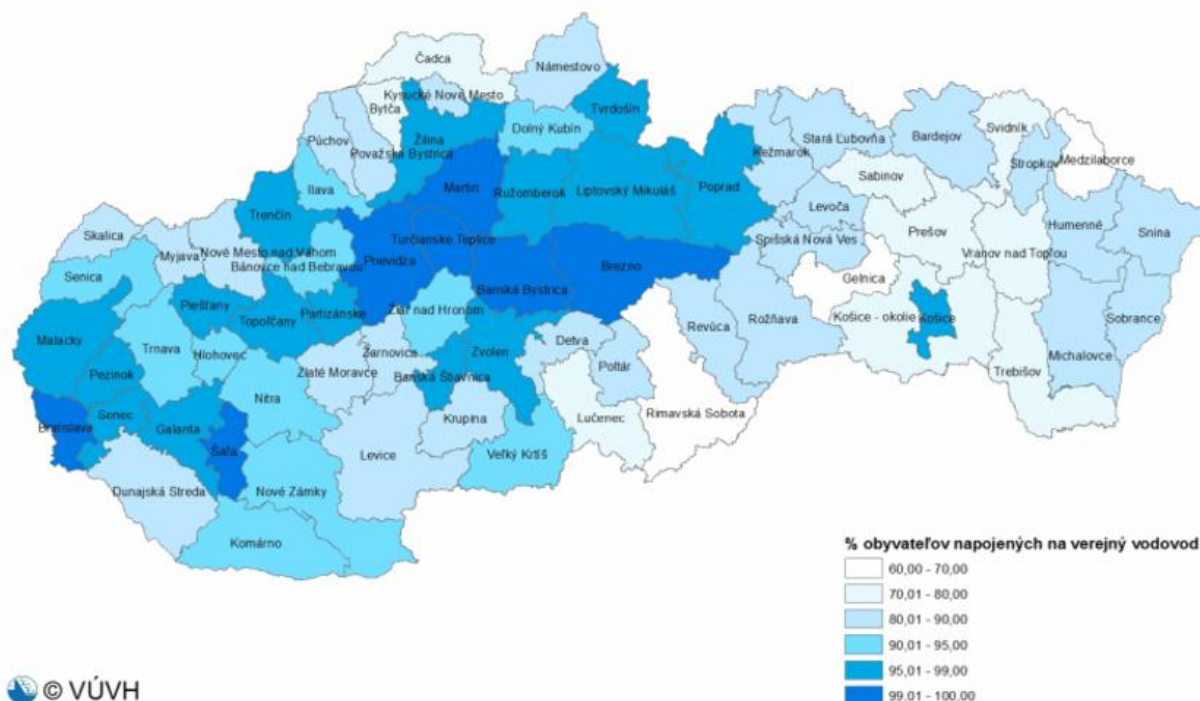 Čadca
Námestovo
Kysucké Nové Mesto
Bytča
Tvrdošín
Púchov
Žilina
Dolný Kubín
Považská Bystrica
Svidník
Stará Ľubovňa
Bardejov
Kežmarok
Stropkov
Medzilaborce
Sabinov
Ilava
Martin
Ružomberok
Liptovský Mikuláš
Poprad
Levoča
Trenčín
Humenné
Snina
Skalica
Nové Mesto nad Váhom
Turčianske Teplice
Spišská Nová Ves
Prešov
Myjava
Bánovce nad Bebravou
Prievidza
Brezno
Vranov nad Topľou
Senica
Gelnica
Banská Bystrica
Piešťany
Topoľčany
Partizánske
Žiar nad Hronom
Košice - okolie
Košice
Rožňava
Sobrance
Revúca
Malacky
Trnava
Hlohovec
Žarnovica
Zvolen
Detva
Michalovce
Pezinok
Zlaté Moravce
Banská Štiavnica
Poltár
Trebišov
Nitra
Senec
Galanta
Krupina
Lučenec
Rimavská Sobota
Bratislava
Šaľa
Levice
Veľký Krtíš
Dunajská Streda
Nové Zámky
Komárno
% obyvateľov napojených na verejný vodovod
60,00 - 70,00
70,01 - 80,00
80,01 - 90,00
90,01 - 95,00
95,01 - 99,00
99,01 - 100,00
© VÚVH